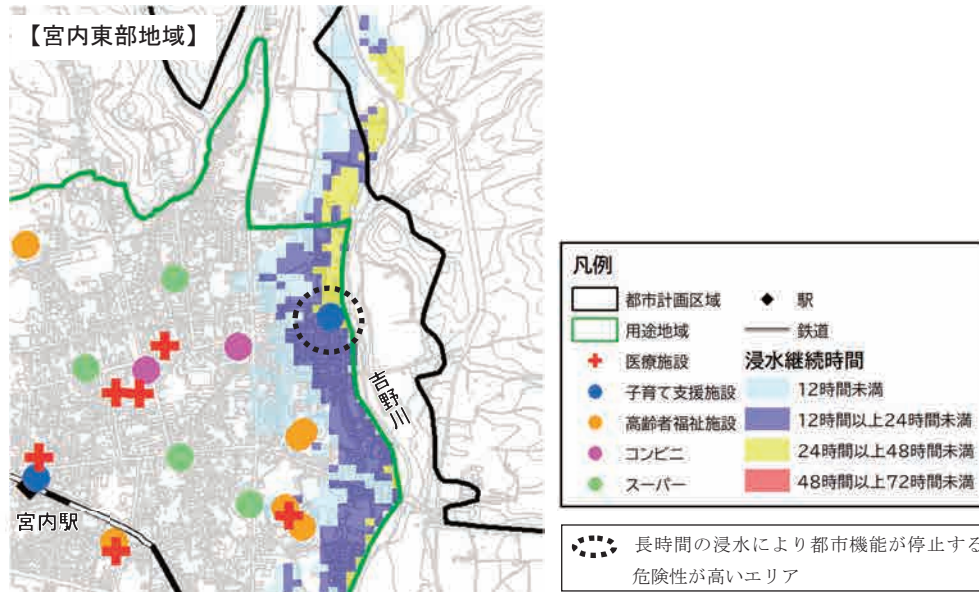 【宮内東部地域】
吉野川
宮内駅
凡例
都市計画区域
駅
用途地域
鉄道
医療施設
浸水継続時間
子育て支援施設
12時間未満
高齢者福祉施設
12時間以上24時間未満
コンビニ
24時間以上48時間未満
スーパー
48時間以上72時間未満
長時間の浸水により都市機能が停止する
危険性が高いエリア